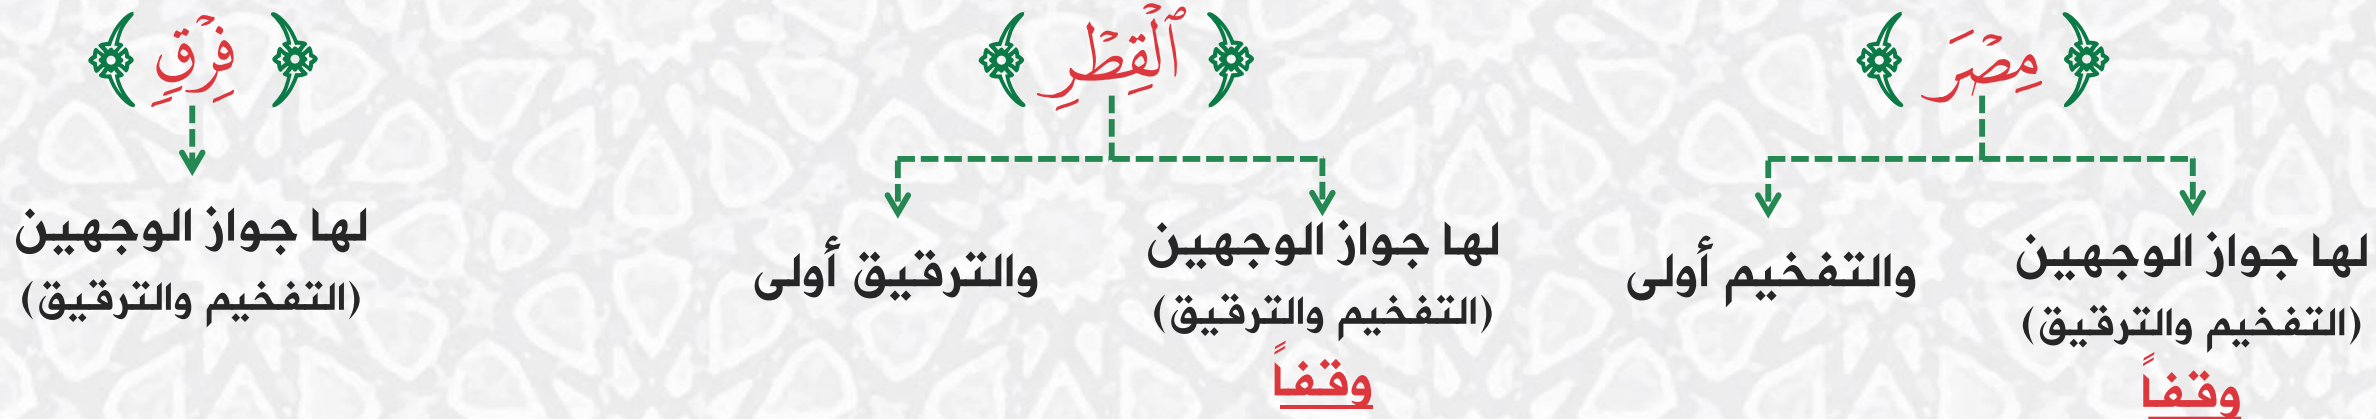 ﴿ مِصۡرَ ﴾
لها جواز الوجهين
(التفخيم والترقيق)
وقفاً
والتفخيم أولى
﴿ ٱلۡقِطۡرِ ﴾
لها جواز الوجهين
(التفخيم والترقيق)
وقفاً
والترقيق أولى
﴿ فِرۡقٍ ﴾
لها جواز الوجهين
(التفخيم والترقيق)